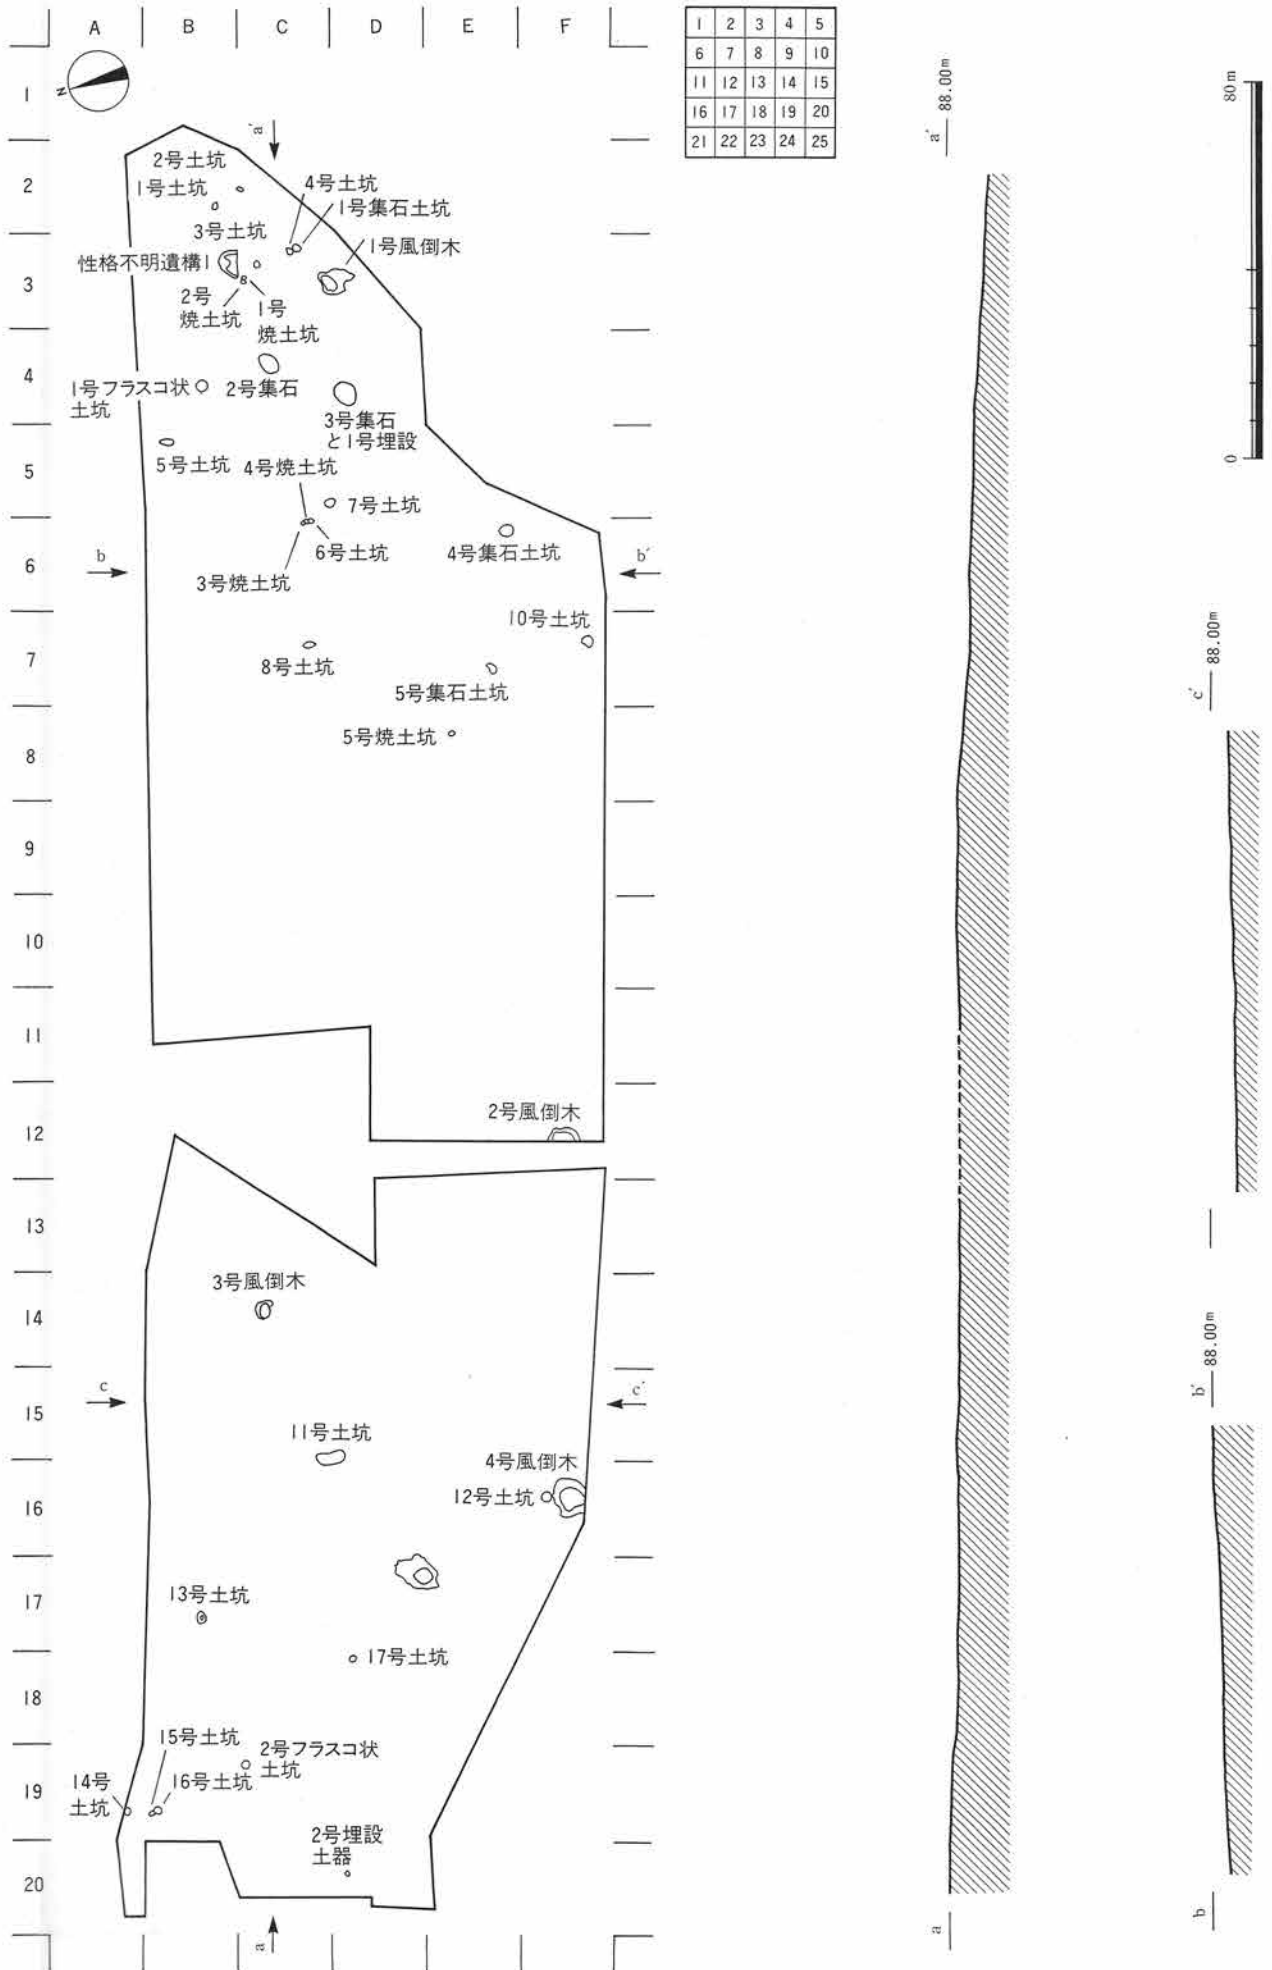 A B C D E F
N
1
2
3
4
5
6
7
8
9
10
11
12
13
14
15
16
17
18
19
20
1 2 3 4 5
6 7 8 9 10
11 12 13 14 15
16 17 18 19 20
21 22 23 24 25
a´
2号土坑
1号土坑
4号土坑
1号集石土坑
3号土坑
1号風倒木
性格不明遺構1
2号
焼土坑
1号
焼土坑
1号フラスコ状
土坑
2号集石
3号集石
と1号埋設
5号土坑
4号焼土坑
7号土坑
6号土坑
4号集石土坑
b
b´
3号焼土坑
10号土坑
8号土坑
5号集石土坑
5号焼土坑
2号風倒木
3号風倒木
c
c´
11号土坑
4号風倒木
12号土坑
13号土坑
17号土坑
15号土坑
2号フラスコ状
土坑
14号
土坑
16号土坑
2号埋設
土器
a
a´ 88.00m
a
80m
0
c´ 88.00m
b´ 88.00m
b